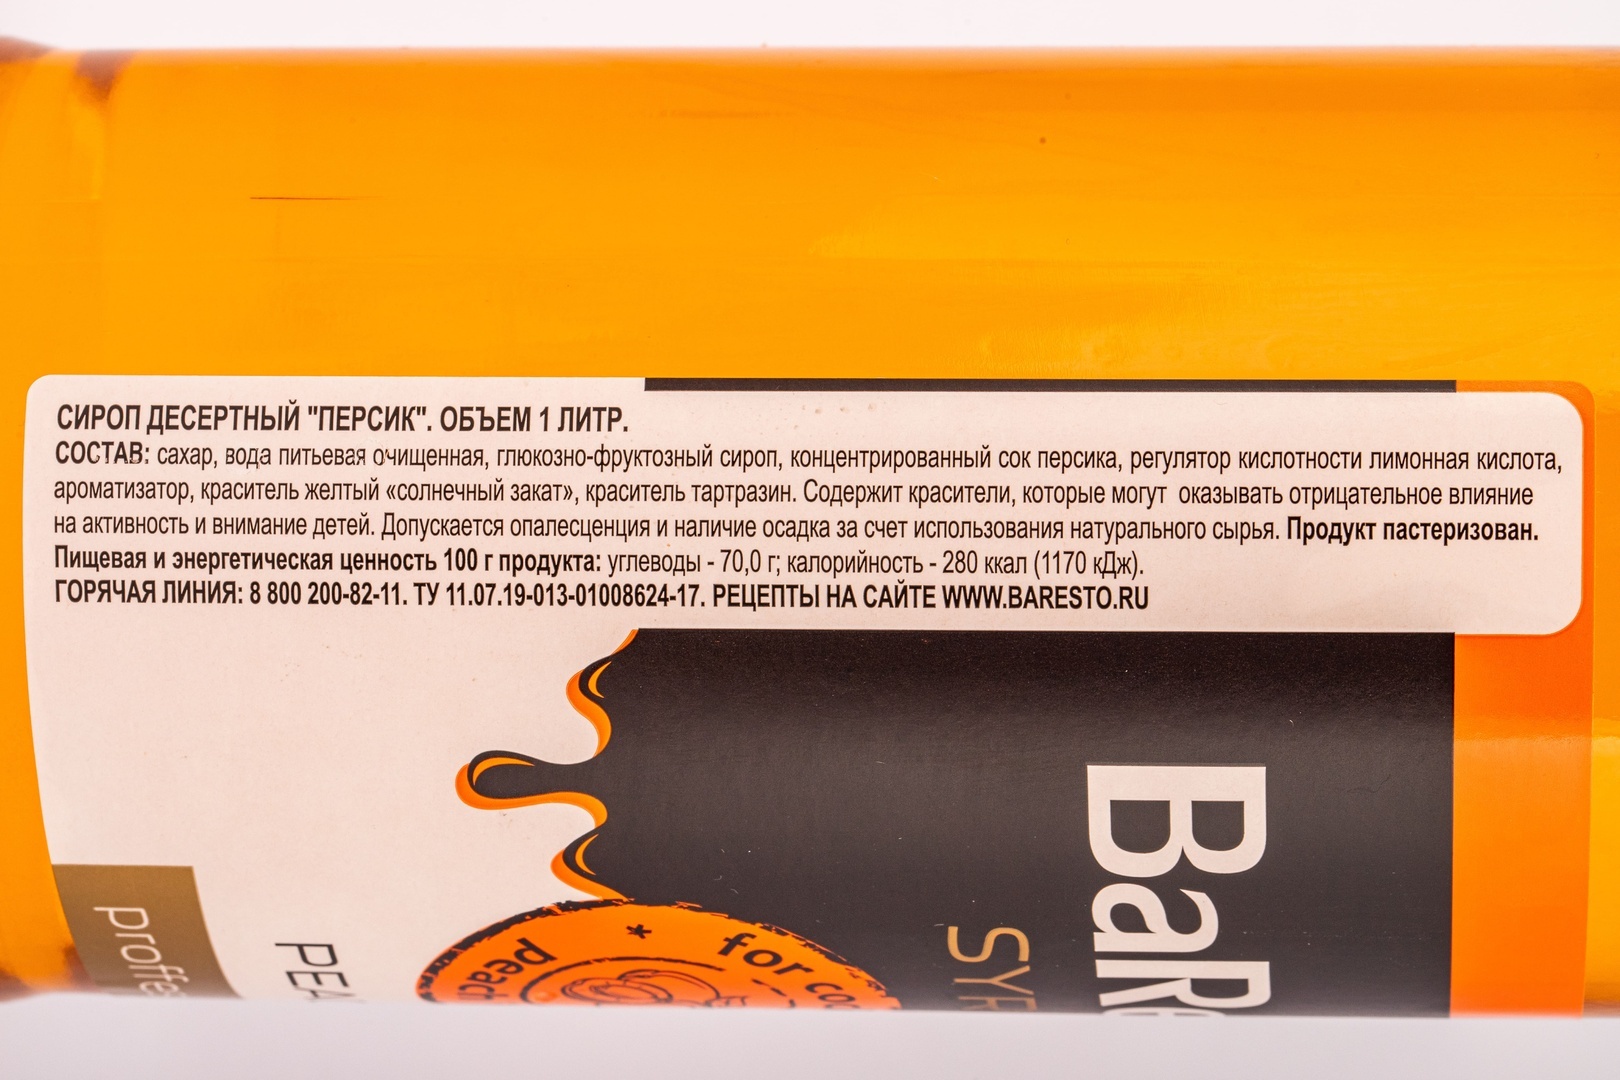 СИРОП ДЕСЕРТНЫЙ "ПЕРСИК". ОБЪЕМ 1 ЛИТР.
СОСТАВ: сахар, вода питьевая очищенная, глюкозно-фруктозный сироп, концентрированный сок персика, регулятор кислотности лимонная кислота,
ароматизатор, краситель желтый «солнечный закат», краситель тартразин. Содержит красители, которые могут оказывать отрицательное влияние
на активность и внимание детей. Допускается опалесценция и наличие осадка за счет использования натурального сырья. Продукт пастеризован.
Пищевая и энергетическая ценность 100 г продукта: углеводы - 70,0 г; калорийность - 280 ккал (1170 кДж).
ГОРЯЧАЯ ЛИНИЯ: 8 800 200-82-11. ТУ 11.07.19-013-01008624-17. РЕЦЕПТЫ НА САЙТЕ WWW.BARESTO.RU
for
peach